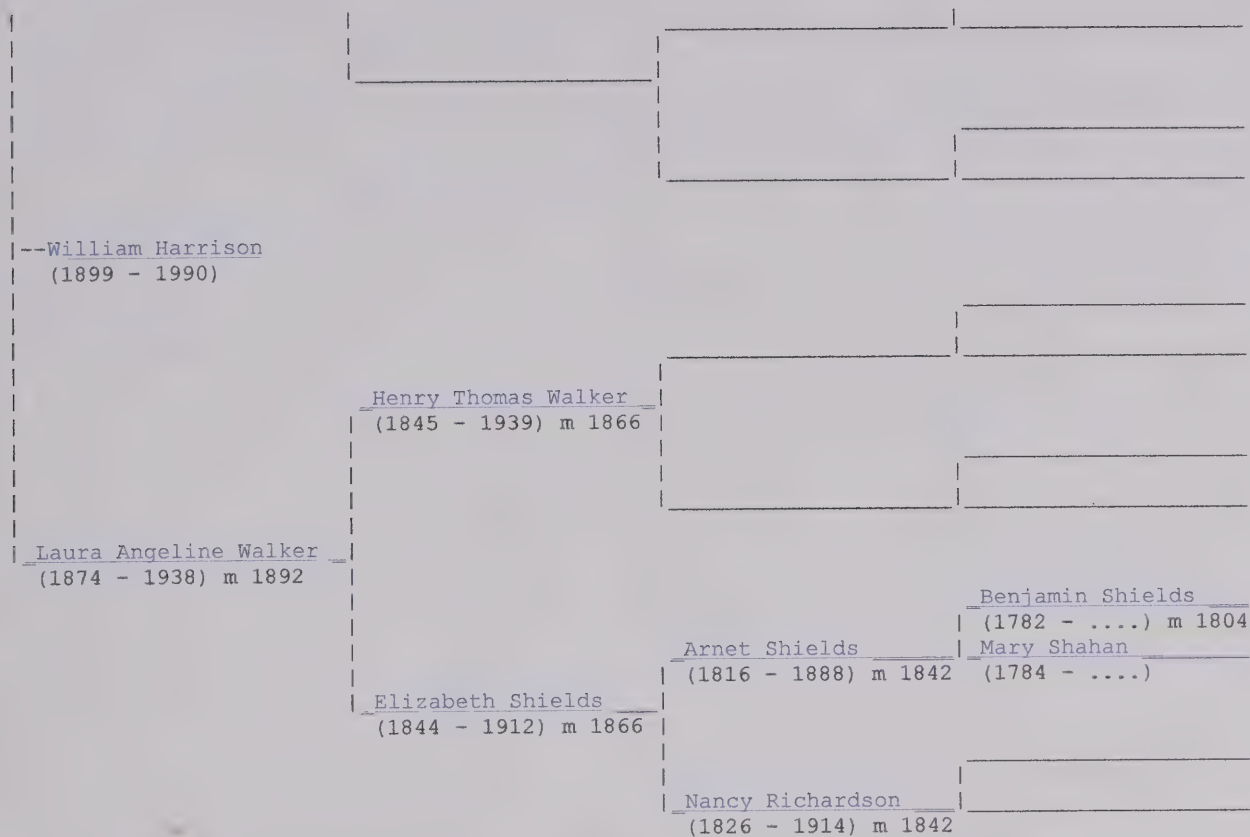 --William Harrison
(1899 - 1990)
Henry Thomas Walker
(1845 - 1939) m 1866
Laura Angeline Walker
(1874 - 1938) m 1892
Benjamin Shields
(1782 - ....) m 1804
Arnet Shields
(1816 - 1888) m 1842
Mary Shahan
(1784 - ....)
Elizabeth Shields
(1844 - 1912) m 1866
Nancy Richardson
(1826 - 1914) m 1842